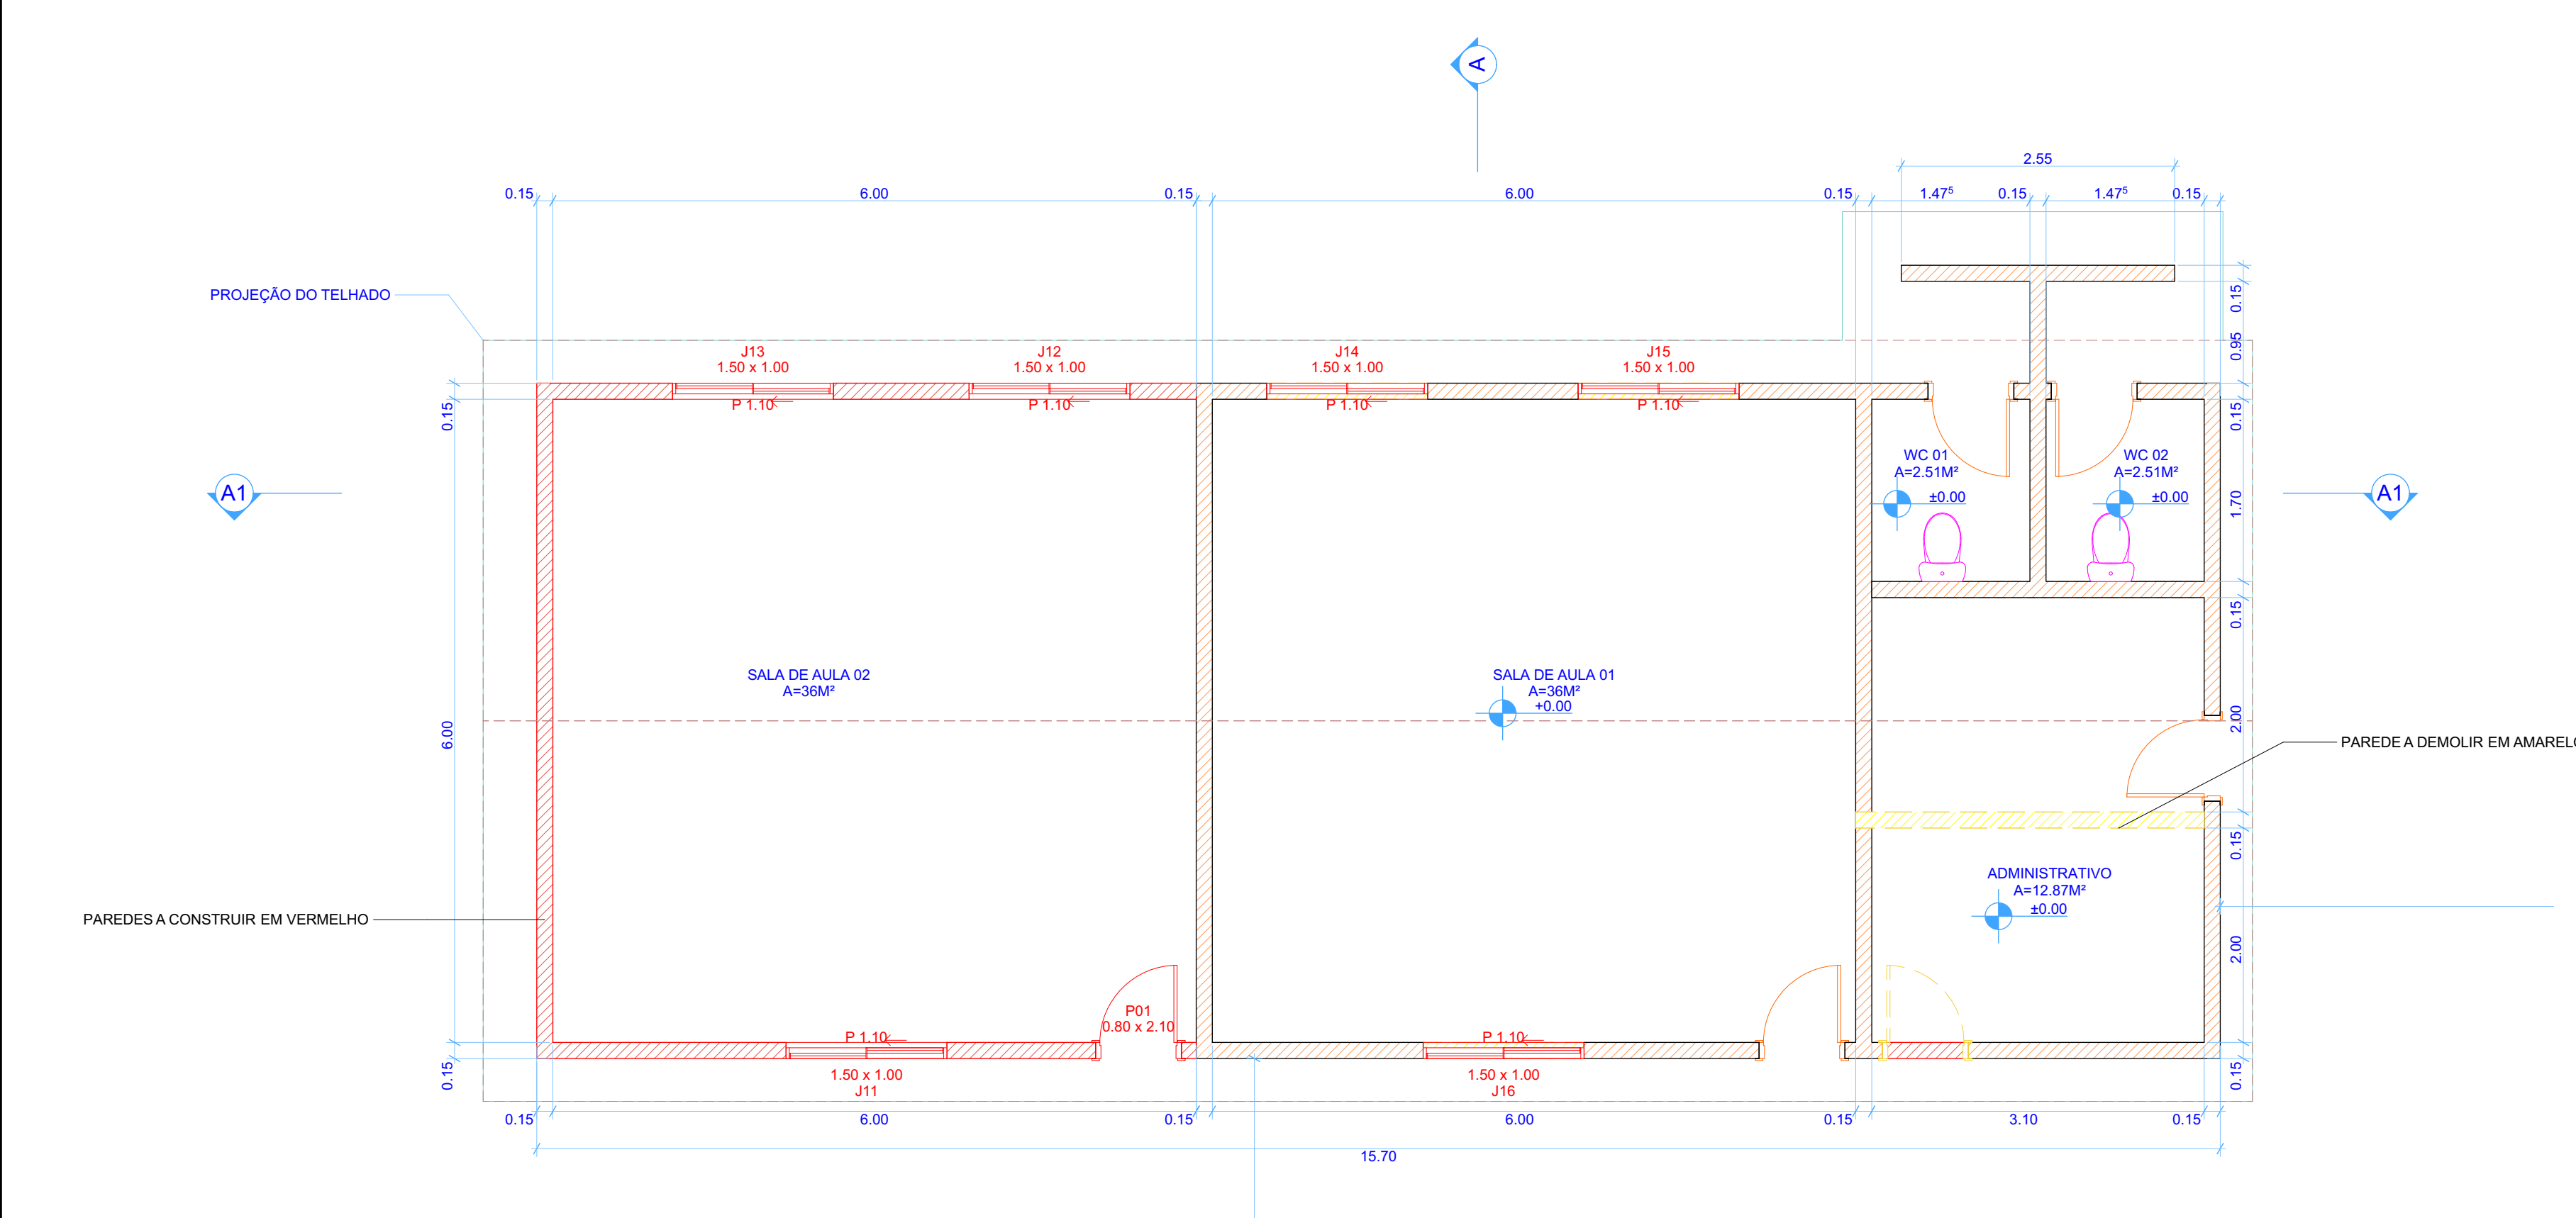 A
2.55
0.15
6.00
0.15
6.00
0.15
1.47⁵
0.15
1.47⁵
0.15
PROJEÇÃO DO TELHADO
0.15
0.95
J13
1.50 x 1.00
P 1.10
J12
1.50 x 1.00
P 1.10
J14
1.50 x 1.00
P 1.10
J15
1.50 x 1.00
P 1.10
0.15
0.15
A1
WC 01
A=2.51M²
±0.00
WC 02
A=2.51M²
±0.00
1.70
A1
0.15
SALA DE AULA 02
A=36M²
SALA DE AULA 01
A=36M²
+0.00
6.00
2.00
PAREDE A DEMOLIR EM AMARELO
0.15
ADMINISTRATIVO
A=12.87M²
±0.00
PAREDES A CONSTRUIR EM VERMELHO
2.00
P01
0.80 x 2.10
P 1.10
1.50 x 1.00
J11
P 1.10
1.50 x 1.00
J16
0.15
0.15
0.15
6.00
0.15
6.00
0.15
3.10
0.15
15.70